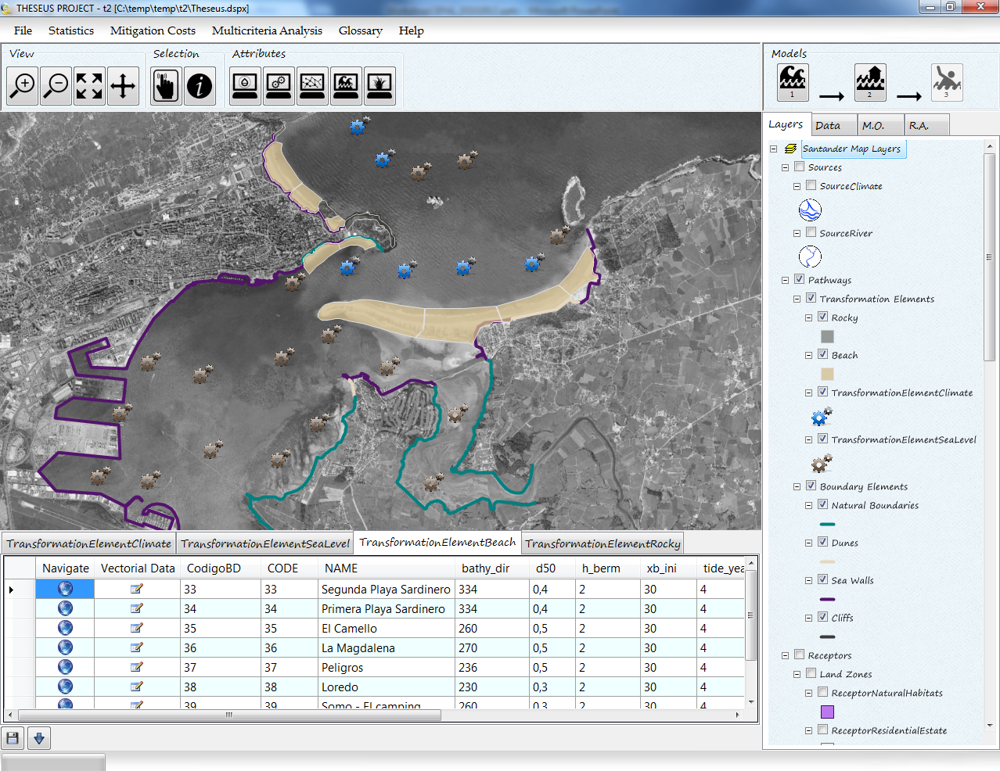 THESEUS PROJECT - t2 [C:\temp\temp\t2\Theseus.dspx]
File Statistics Mitigation Costs Multicriteria Analysis Glossary Help
View Selection Attributes Models
1 2 3
Layers Data M.O. R.A.
Santander Map Layers
Sources
SourceClimate
SourceRiver
Pathways
Transformation Elements
Rocky
Beach
TransformationElementClimate
TransformationElementSeaLevel
Boundary Elements
Natural Boundaries
Dunes
Sea Walls
Cliffs
Receptors
Land Zones
ReceptorNaturalHabitats
ReceptorResidentialEstate
TransformationElementClimate TransformationElementSeaLevel TransformationElementBeach TransformationElementRocky
Navigate Vectorial Data CodigoBD CODE NAME bathy_dir d50 h_berm xb_ini tide_yea
33 33 Segunda Playa Sardinero 334 0,4 2 30 4
34 34 Primera Playa Sardinero 334 0,4 2 30 4
35 35 El Camello 260 0,5 2 30 4
36 36 La Magdalena 270 0,5 2 30 4
37 37 Peligros 236 0,5 2 30 4
38 38 Loredo 230 0,3 2 30 4
39 39 Somo - El camping 260 0,3 2 30 4